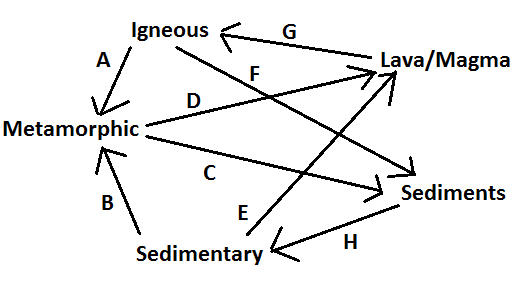 Igneous
G
A
Lava/Magma
F
D
Metamorphic
C
Sediments
B
E
H
Sedimentary